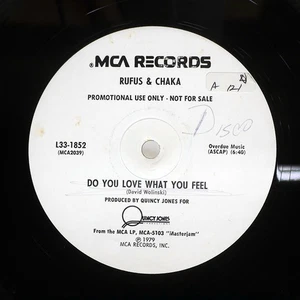 MCA RECORDS
RUFUS & CHAKA
PROMOTIONAL USE ONLY - NOT FOR SALE
Disco
L33-1852
(MCA2039)
Overdue Music
(ASCAP) (6:40)
DO YOU LOVE WHAT YOU FEEL
(David Wolinski)
PRODUCED BY QUINCY JONES FOR
QUINCY JONES
From the MCA LP, MCA-5103 "Masterjam"
℗ 1979
MCA RECORDS, INC.